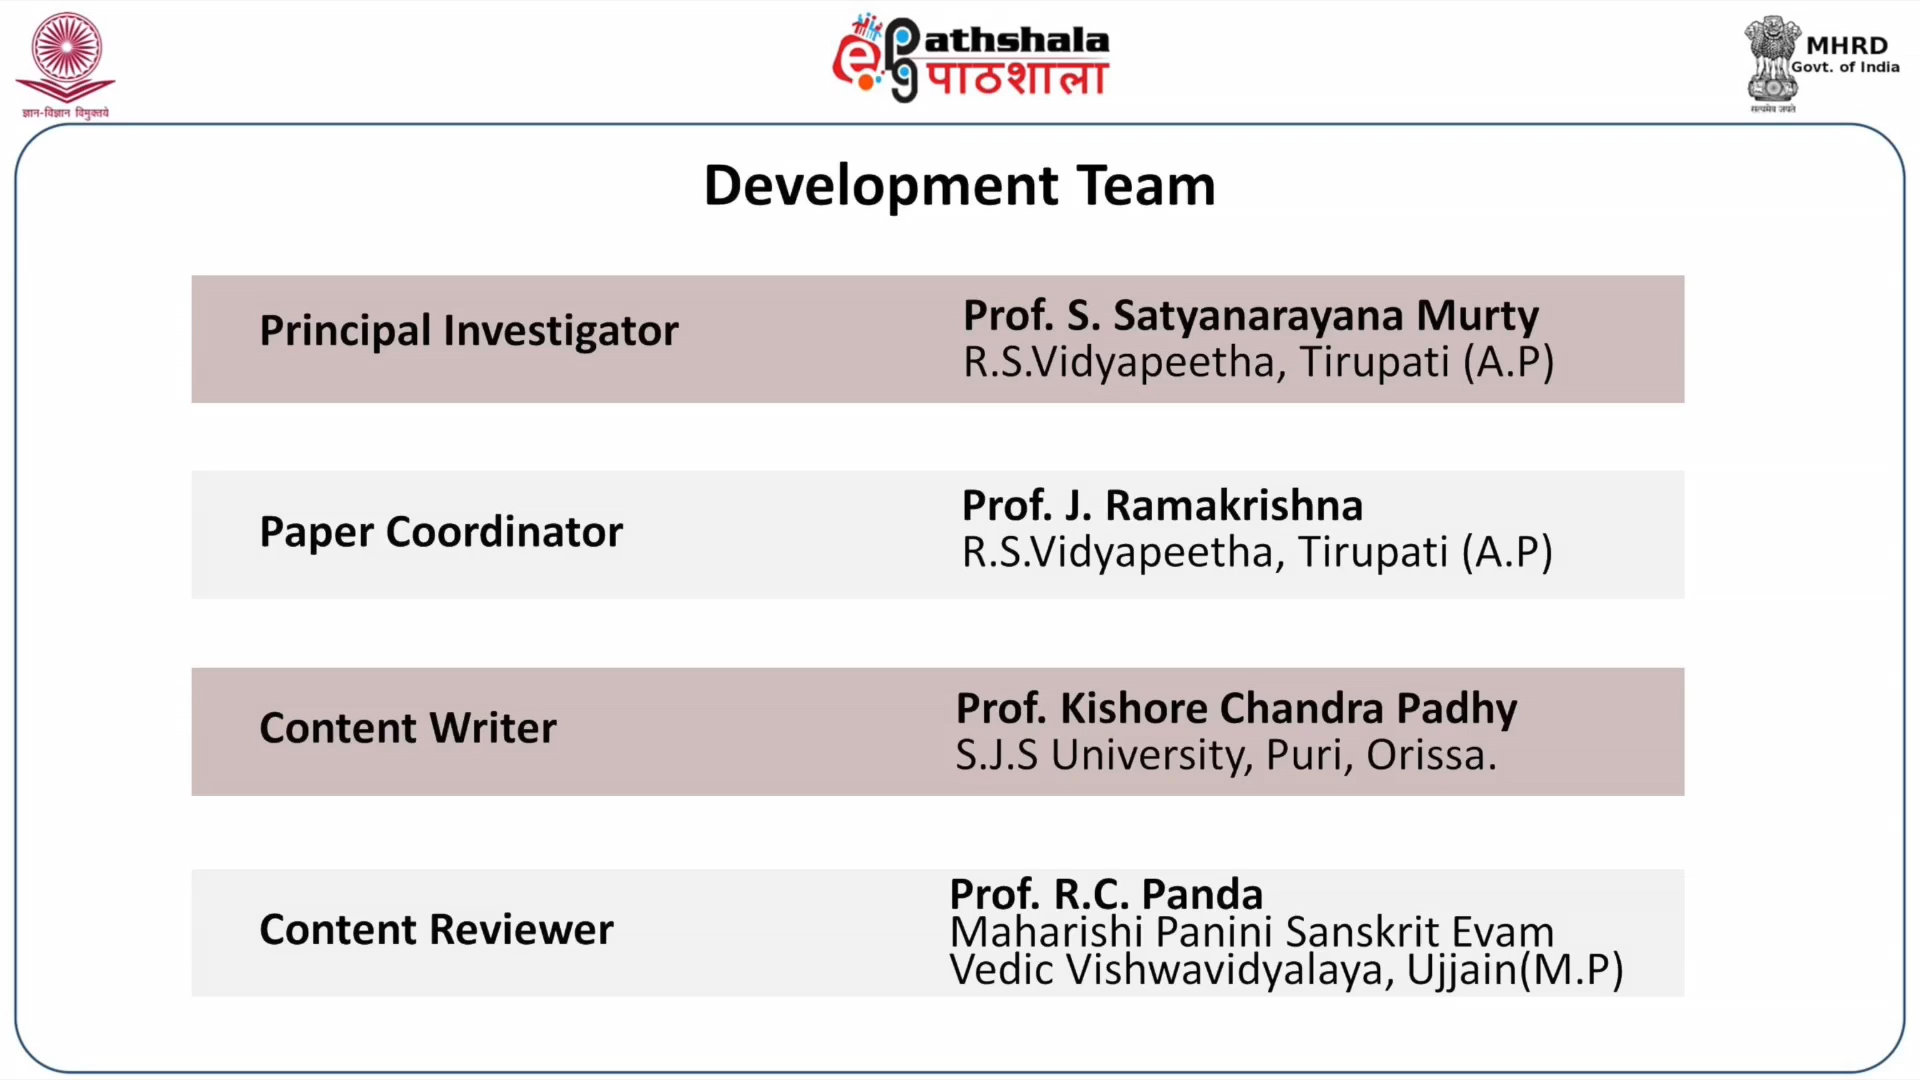 ज्ञान-विज्ञान विमुक्तये
e Pg athshala
पाठशाला
MHRD
Govt. of India
सत्यमेव जयते
Development Team
Principal Investigator
Prof. S. Satyanarayana Murty
R.S.Vidyapeetha, Tirupati (A.P)
Paper Coordinator
Prof. J. Ramakrishna
R.S.Vidyapeetha, Tirupati (A.P)
Content Writer
Prof. Kishore Chandra Padhy
S.J.S University, Puri, Orissa.
Content Reviewer
Prof. R.C. Panda
Maharishi Panini Sanskrit Evam
Vedic Vishwavidyalaya, Ujjain(M.P)